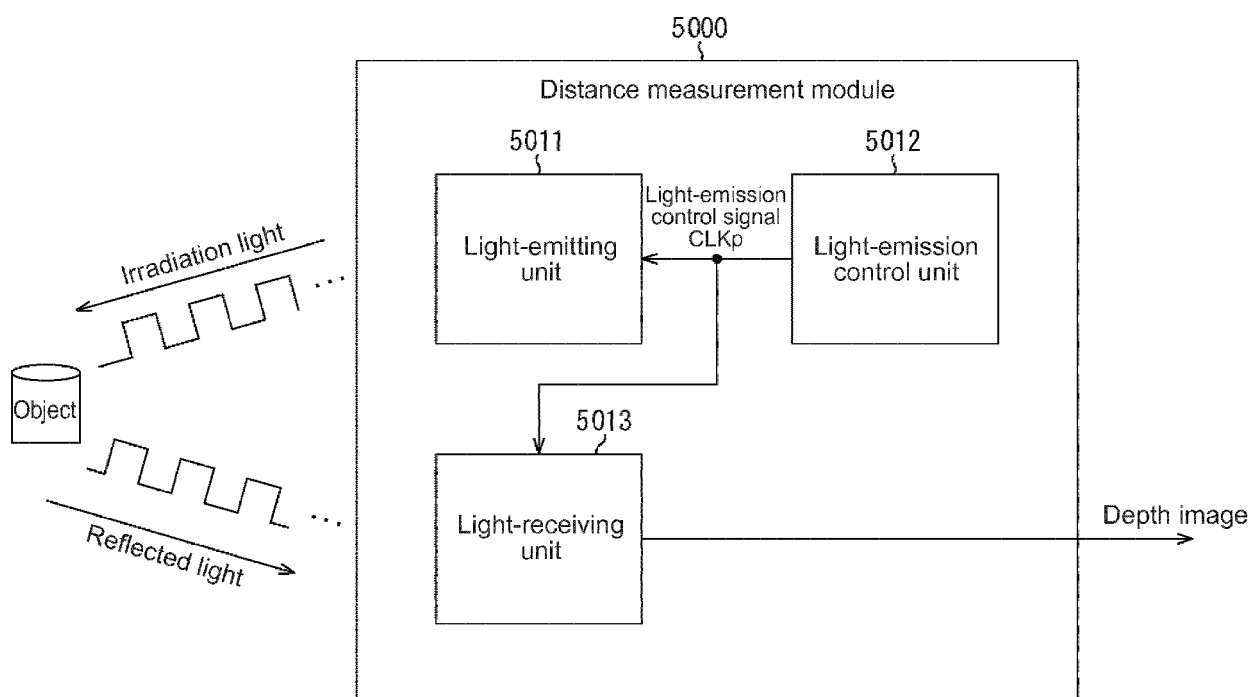 5000
Distance measurement module
5011
5012
Light-emission
control signal
CLKp
Light-emitting
unit
Light-emission
control unit
Irradiation light
...
Object
5013
Light-receiving
unit
Reflected light
...
Depth image